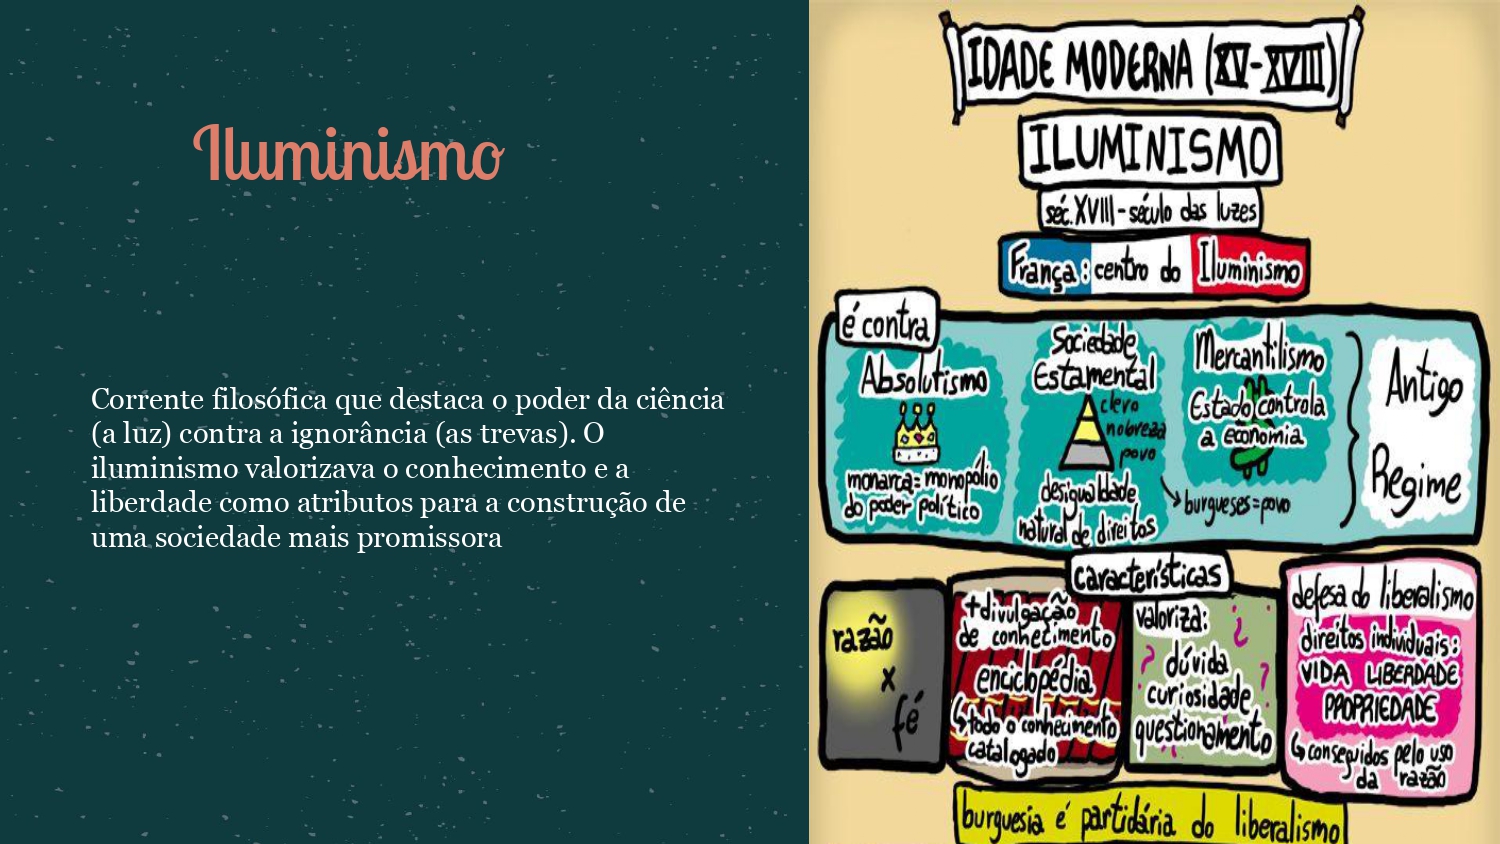 Iluminismo
Corrente filosófica que destaca o poder da ciência
(a luz) contra a ignorância (as trevas). O
iluminismo valorizava o conhecimento e a
liberdade como atributos para a construção de
uma sociedade mais promissora
IDADE MODERNA (XV-XVIII)
ILUMINISMO
séc. XVIII - século das luzes
França: centro do Iluminismo
é contra
Absolutismo
monarca = monopólio
do poder político
Sociedade
Estamental
clero
nobreza
povo
desigualdade
natural de direitos
burgueses = povo
Mercantilismo
Estado controla
a economia
Antigo
Regime
características
razão
x
fé
+ divulgação
de conhecimento
enciclopédia
↳ todo o conhecimento
catalogado
valoriza:
dúvida
curiosidade
questionamento
defesa do liberalismo
direitos individuais:
VIDA LIBERDADE
PROPRIEDADE
↳ conseguidos pelo uso
da razão
burguesia é partidária do liberalismo